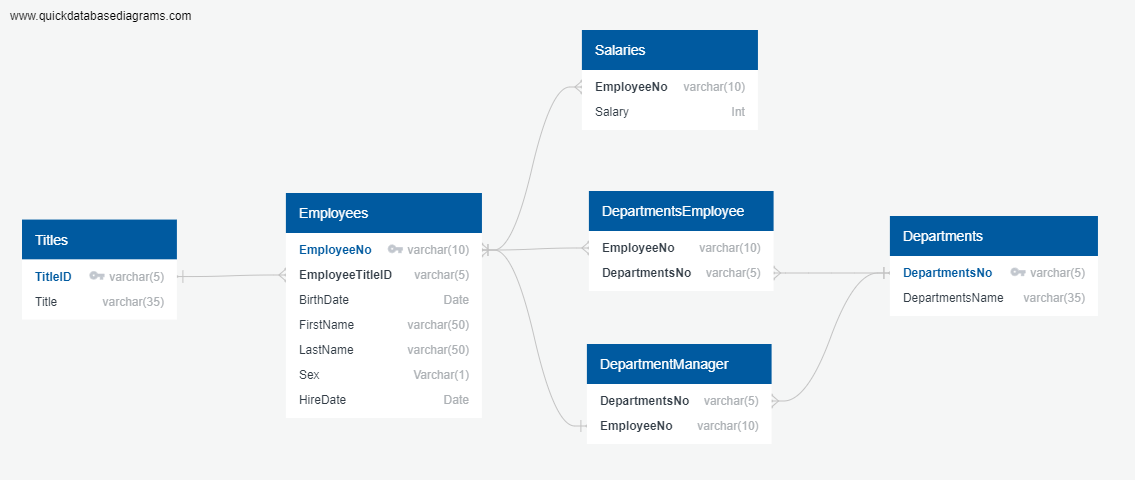 www.quickdatabasediagrams.com
Titles
TitleID varchar(5)
Title varchar(35)
Employees
EmployeeNo varchar(10)
EmployeeTitleID varchar(5)
BirthDate Date
FirstName varchar(50)
LastName varchar(50)
Sex Varchar(1)
HireDate Date
Salaries
EmployeeNo varchar(10)
Salary Int
DepartmentsEmployee
EmployeeNo varchar(10)
DepartmentsNo varchar(5)
DepartmentManager
DepartmentsNo varchar(5)
EmployeeNo varchar(10)
Departments
DepartmentsNo varchar(5)
DepartmentsName varchar(35)